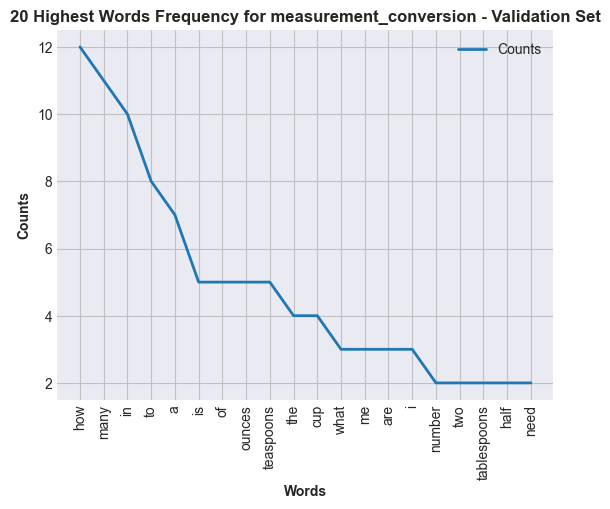 20 Highest Words Frequency for measurement_conversion - Validation Set
Counts
12
10
8
6
4
2
Counts
how
many
in
to
a
is
of
ounces
teaspoons
the
cup
what
me
are
i
number
two
tablespoons
half
need
Words